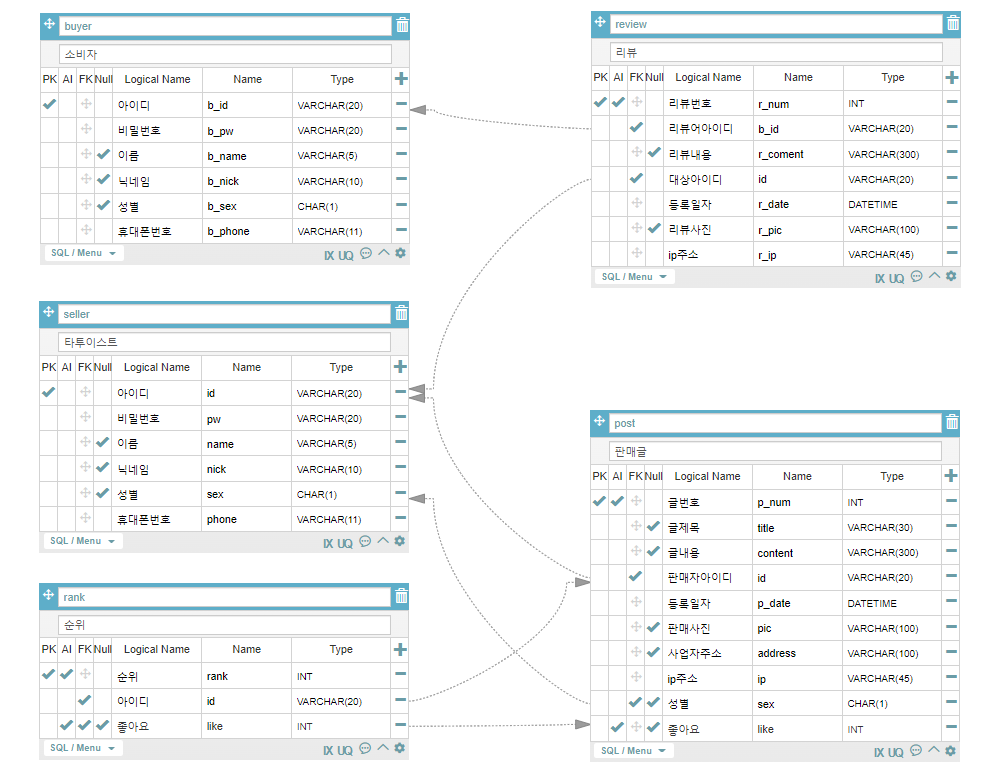 buyer
소비자
PK AI FK Null Logical Name Name Type
아이디 b_id VARCHAR(20)
비밀번호 b_pw VARCHAR(20)
이름 b_name VARCHAR(5)
닉네임 b_nick VARCHAR(10)
성별 b_sex CHAR(1)
휴대폰번호 b_phone VARCHAR(11)
SQL / Menu IX UQ
review
리뷰
PK AI FK Null Logical Name Name Type
리뷰번호 r_num INT
리뷰어아이디 b_id VARCHAR(20)
리뷰내용 r_coment VARCHAR(300)
대상아이디 id VARCHAR(20)
등록일자 r_date DATETIME
리뷰사진 r_pic VARCHAR(100)
ip주소 r_ip VARCHAR(45)
SQL / Menu IX UQ
seller
타투이스트
PK AI FK Null Logical Name Name Type
아이디 id VARCHAR(20)
비밀번호 pw VARCHAR(20)
이름 name VARCHAR(5)
닉네임 nick VARCHAR(10)
성별 sex CHAR(1)
휴대폰번호 phone VARCHAR(11)
SQL / Menu IX UQ
post
판매글
PK AI FK Null Logical Name Name Type
글번호 p_num INT
글제목 title VARCHAR(30)
글내용 content VARCHAR(300)
판매자아이디 id VARCHAR(20)
등록일자 p_date DATETIME
판매사진 pic VARCHAR(100)
사업자주소 address VARCHAR(100)
ip주소 ip VARCHAR(45)
성별 sex CHAR(1)
좋아요 like INT
SQL / Menu IX UQ
rank
순위
PK AI FK Null Logical Name Name Type
순위 rank INT
아이디 id VARCHAR(20)
좋아요 like INT
SQL / Menu IX UQ